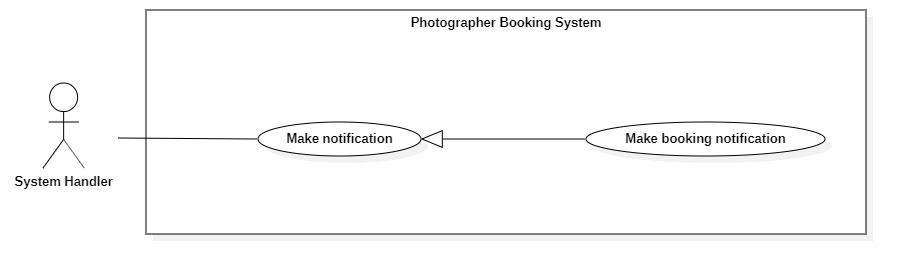 Photographer Booking System
Make notification
Make booking notification
System Handler